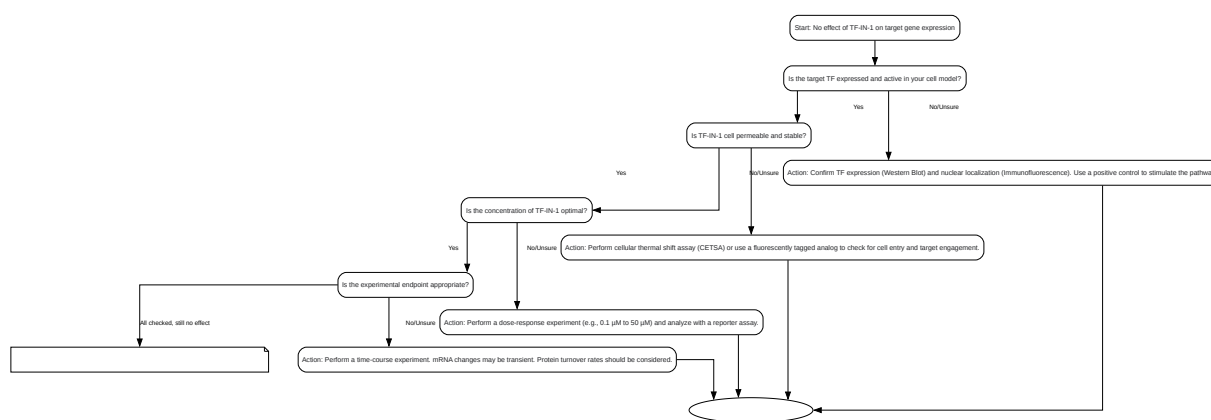 Start: No effect of TF-IN-1 on target gene expression
Is the target TF expressed and active in your cell model?
Yes
No/Unsure
Is TF-IN-1 cell permeable and stable?
Yes
No/Unsure
Action: Confirm TF expression (Western Blot) and nuclear localization (Immunofluorescence). Use a positive control to stimulate the pathwa
Is the concentration of TF-IN-1 optimal?
Yes
No/Unsure
Action: Perform cellular thermal shift assay (CETSA) or use a fluorescently tagged analog to check for cell entry and target engagement.
Is the experimental endpoint appropriate?
All checked, still no effect
No/Unsure
Action: Perform a dose-response experiment (e.g., 0.1 µM to 50 µM) and analyze with a reporter assay.
Action: Perform a time-course experiment. mRNA changes may be transient. Protein turnover rates should be considered.